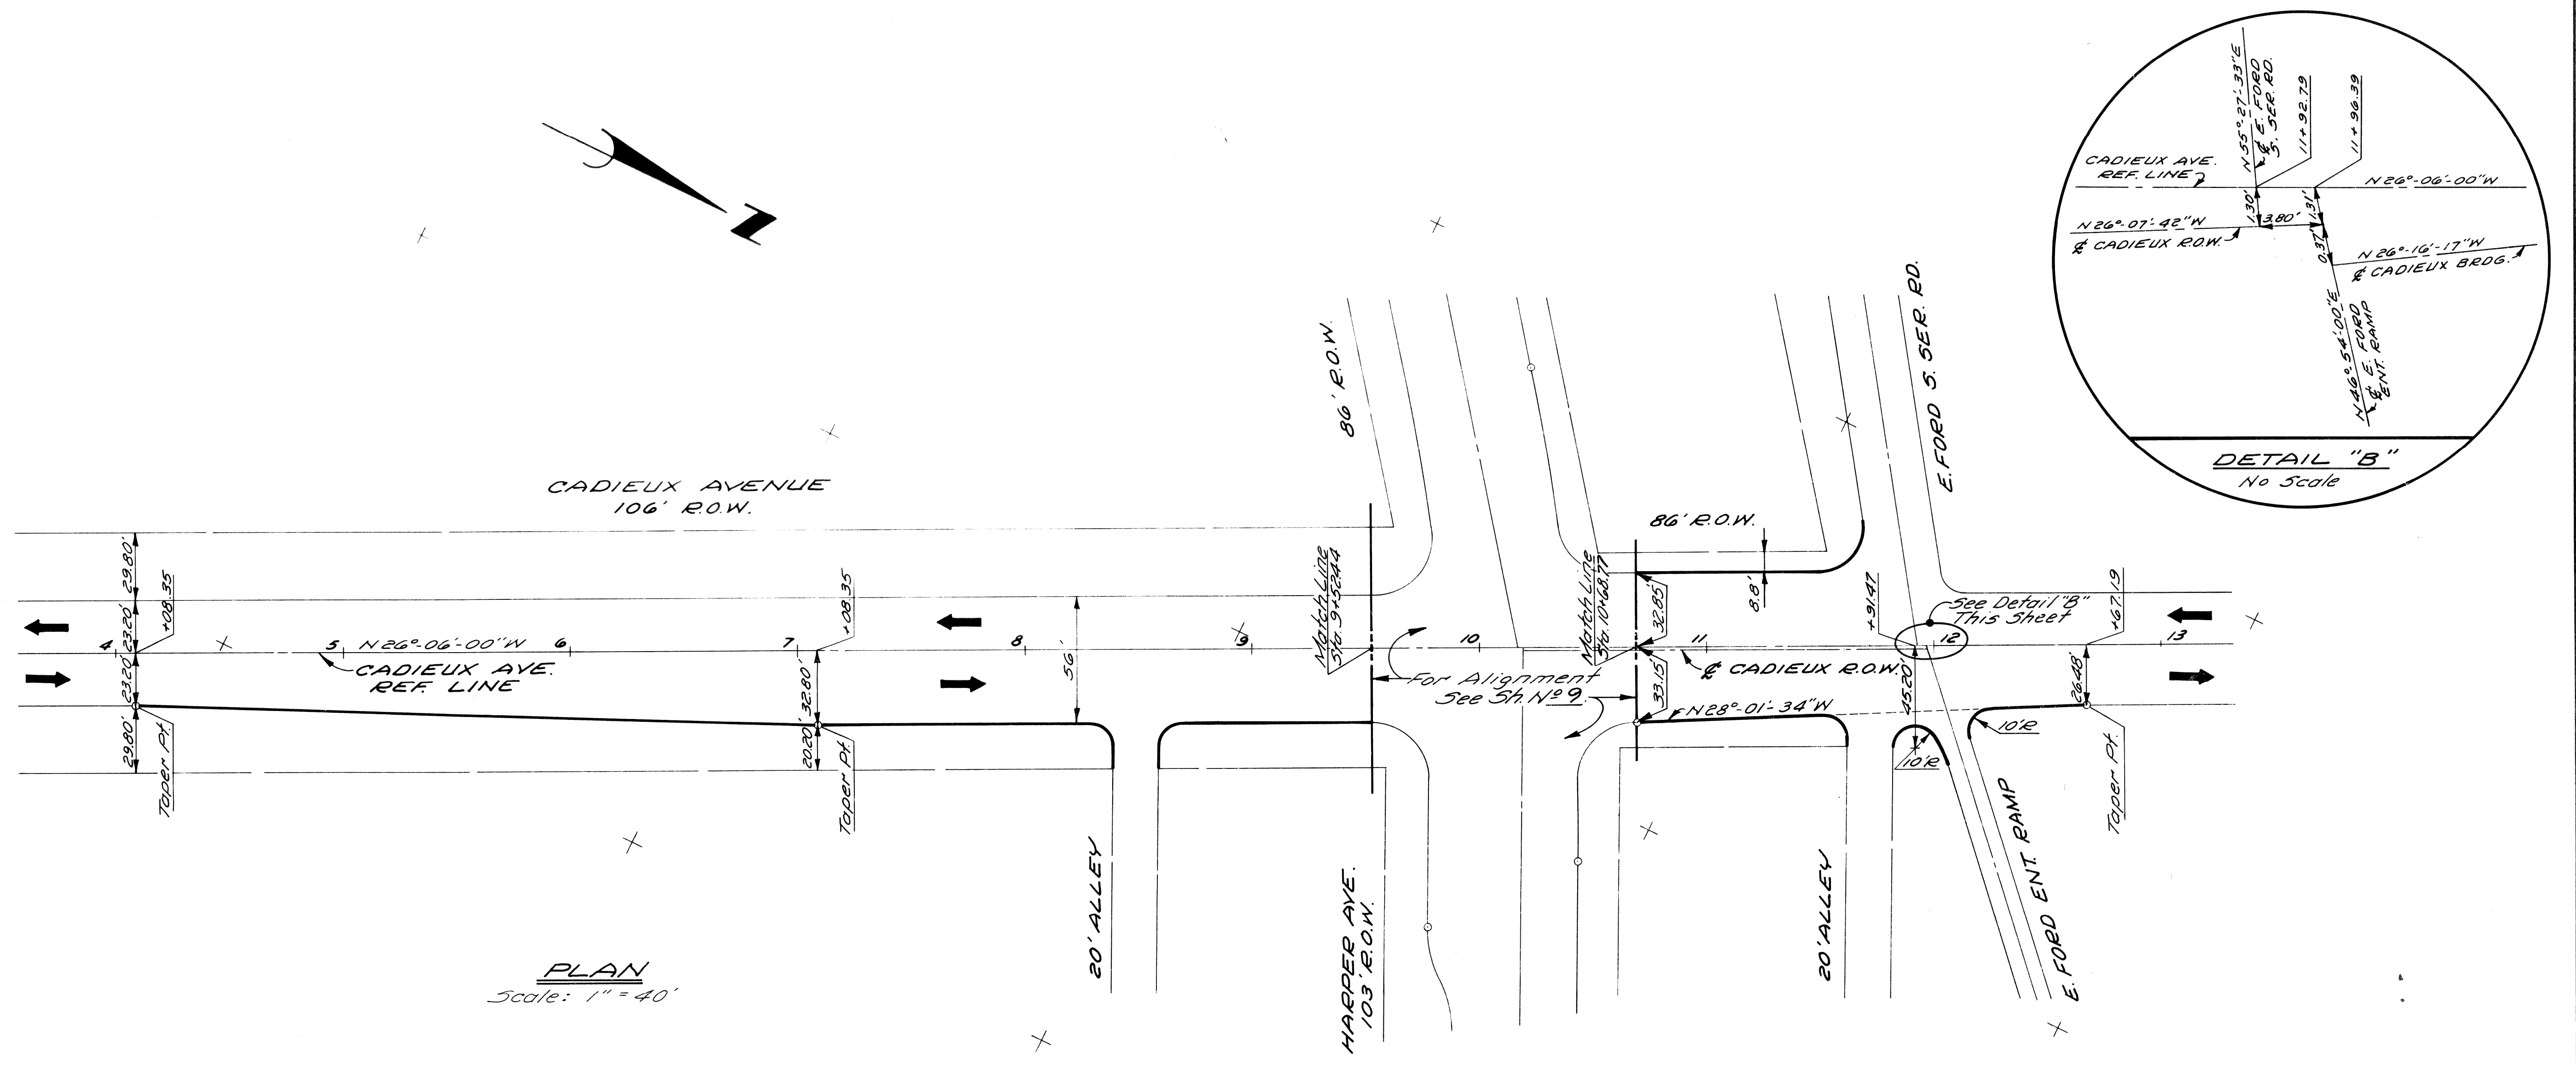 CADIEUX AVENUE
106' R.O.W.
29.80'
23.20'
23.20'
29.80'
+08.35
Taper Pt.
4
5
N 26°-06'-00" W
6
7
8
9
10
11
12
13
CADIEUX AVE.
REF. LINE
+08.35
32.80'
20.20'
Taper Pt.
56'
20' ALLEY
86' R.O.W.
Match Line
Sta. 9+52.44
HARPER AVE.
103' R.O.W.
For Alignment
See Sh. Nº 9
Match Line
Sta. 10+68.77
86' R.O.W.
8.8'
32.85'
33.15'
₵ CADIEUX R.O.W.
N 28°-01'-34" W
20' ALLEY
E. FORD S. SER. RD.
+91.47
45.20'
10'R
10'R
See Detail "B"
This Sheet
+67.19
26.48'
Taper Pt.
E. FORD ENT. RAMP
PLAN
Scale: 1" = 40'
N 55°-27'-33" E
₵ E. FORD
S. SER. RD.
11+92.79
11+96.39
CADIEUX AVE.
REF. LINE
N 26°-06'-00" W
1.30'
3.80'
1.31'
0.37'
N 26°-07'-42" W
₵ CADIEUX R.O.W.
N 26°-16'-17" W
₵ CADIEUX BRDG.
N 46°-54'-00" E
₵ E. FORD
ENT. RAMP
DETAIL "B"
No Scale
N